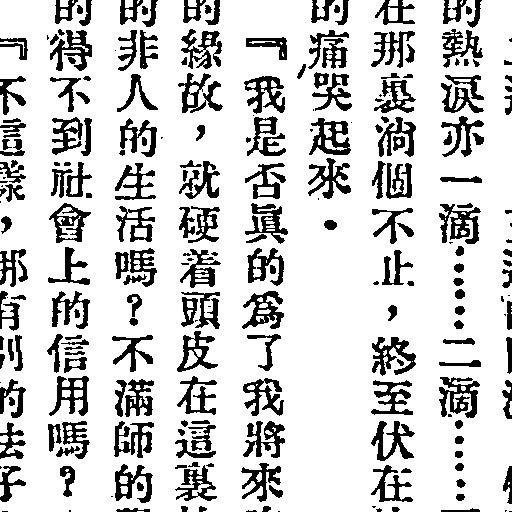 的熱淚亦一滴……二滴……
在那裏淌個不止，終至伏在
的痛哭起來．
『我是否眞的爲了我將來
的緣故，就硬着頭皮在這裏
的非人的生活嗎？不滿師的
的得不到社會上的信用嗎？
『不這樣，那有別的法子